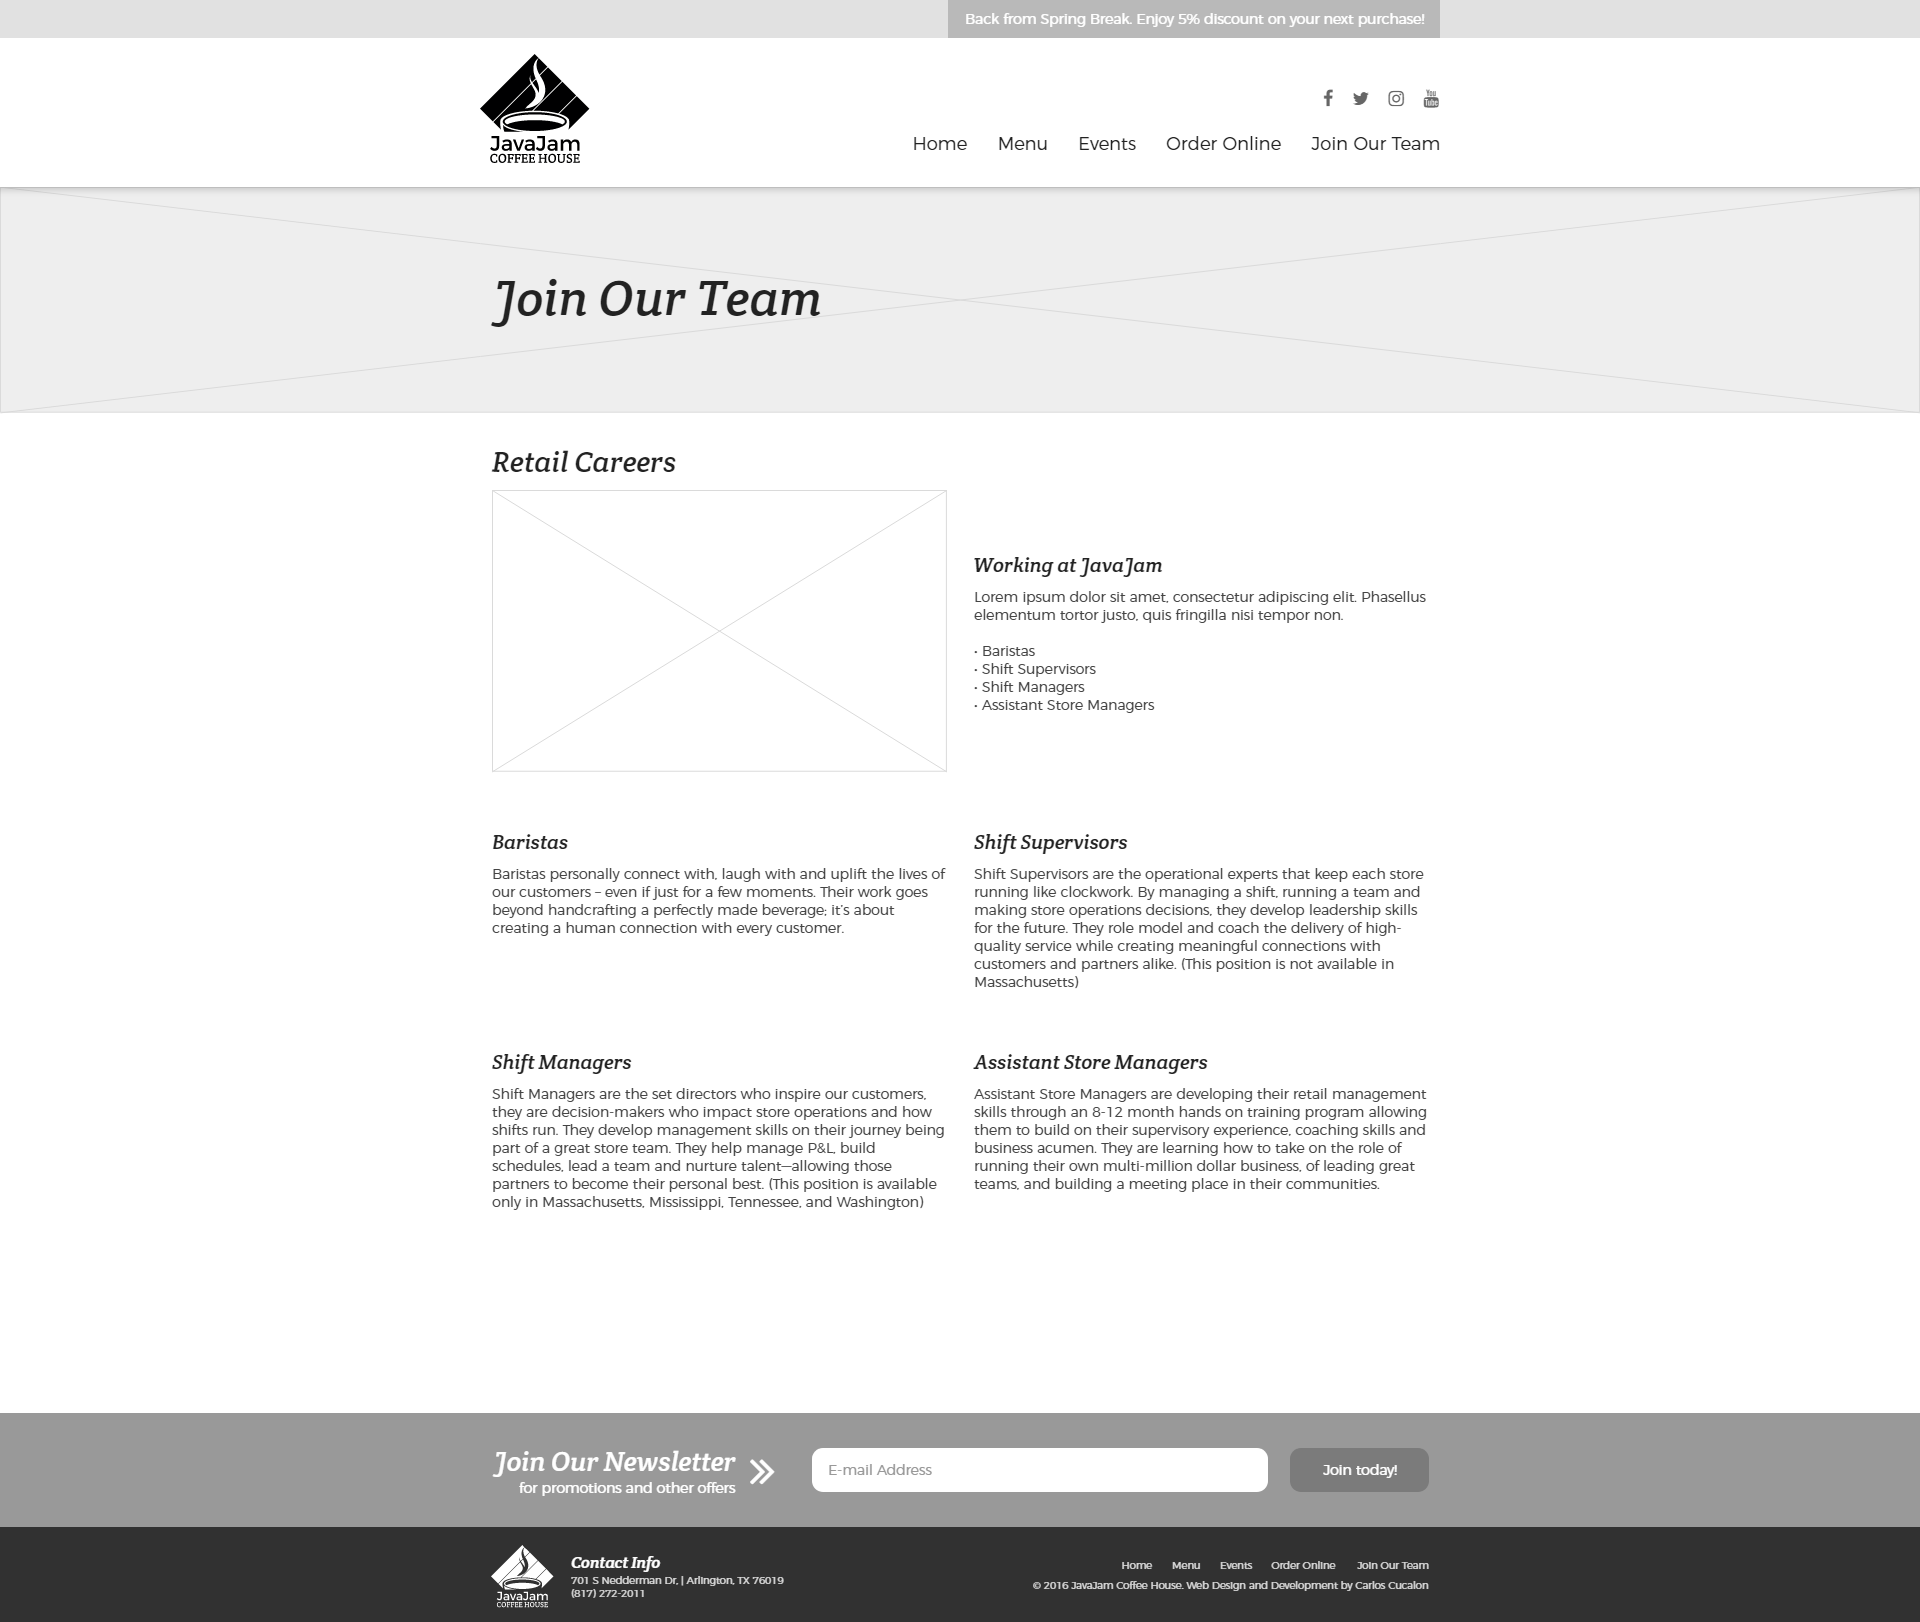 Back from Spring Break. Enjoy 5% discount on your next purchase!
JavaJam
COFFEE HOUSE
You
Tube
Home Menu Events Order Online Join Our Team
Join Our Team
Retail Careers
Working at JavaJam
Lorem ipsum dolor sit amet, consectetur adipiscing elit. Phasellus
elementum tortor justo, quis fringilla nisi tempor non.
• Baristas
• Shift Supervisors
• Shift Managers
• Assistant Store Managers
Baristas
Baristas personally connect with, laugh with and uplift the lives of
our customers – even if just for a few moments. Their work goes
beyond handcrafting a perfectly made beverage; it's about
creating a human connection with every customer.
Shift Supervisors
Shift Supervisors are the operational experts that keep each store
running like clockwork. By managing a shift, running a team and
making store operations decisions, they develop leadership skills
for the future. They role model and coach the delivery of high-
quality service while creating meaningful connections with
customers and partners alike. (This position is not available in
Massachusetts)
Shift Managers
Shift Managers are the set directors who inspire our customers,
they are decision-makers who impact store operations and how
shifts run. They develop management skills on their journey being
part of a great store team. They help manage P&L, build
schedules, lead a team and nurture talent—allowing those
partners to become their personal best. (This position is available
only in Massachusetts, Mississippi, Tennessee, and Washington)
Assistant Store Managers
Assistant Store Managers are developing their retail management
skills through an 8-12 month hands on training program allowing
them to build on their supervisory experience, coaching skills and
business acumen. They are learning how to take on the role of
running their own multi-million dollar business, of leading great
teams, and building a meeting place in their communities.
Join Our Newsletter
for promotions and other offers
E-mail Address
Join today!
JavaJam
COFFEE HOUSE
Contact Info
701 S Nedderman Dr, | Arlington, TX 76019
(817) 272-2011
Home Menu Events Order Online Join Our Team
© 2016 JavaJam Coffee House. Web Design and Development by Carlos Cucalon